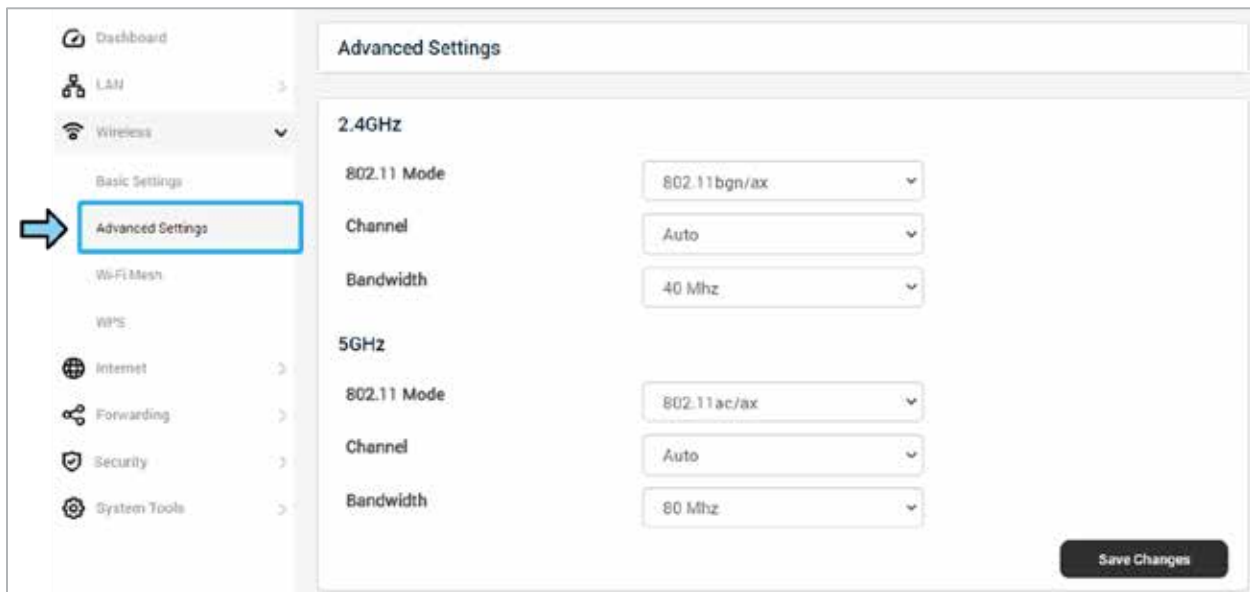 Dashboard
LAN
Wireless
Basic Settings
Advanced Settings
Wi-Fi Mesh
WPS
Internet
Forwarding
Security
System Tools
Advanced Settings
2.4GHz
802.11 Mode 802.11bgn/ax
Channel Auto
Bandwidth 40 Mhz
5GHz
802.11 Mode 802.11ac/ax
Channel Auto
Bandwidth 80 Mhz
Save Changes